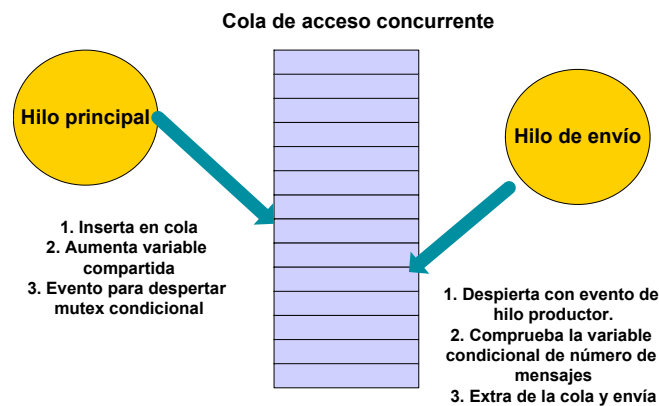 Cola de acceso concurrente
Hilo principal
Hilo de envío
1. Inserta en cola
2. Aumenta variable
compartida
3. Evento para despertar
mutex condicional
1. Despierta con evento de
hilo productor.
2. Comprueba la variable
condicional de número de
mensajes
3. Extra de la cola y envía